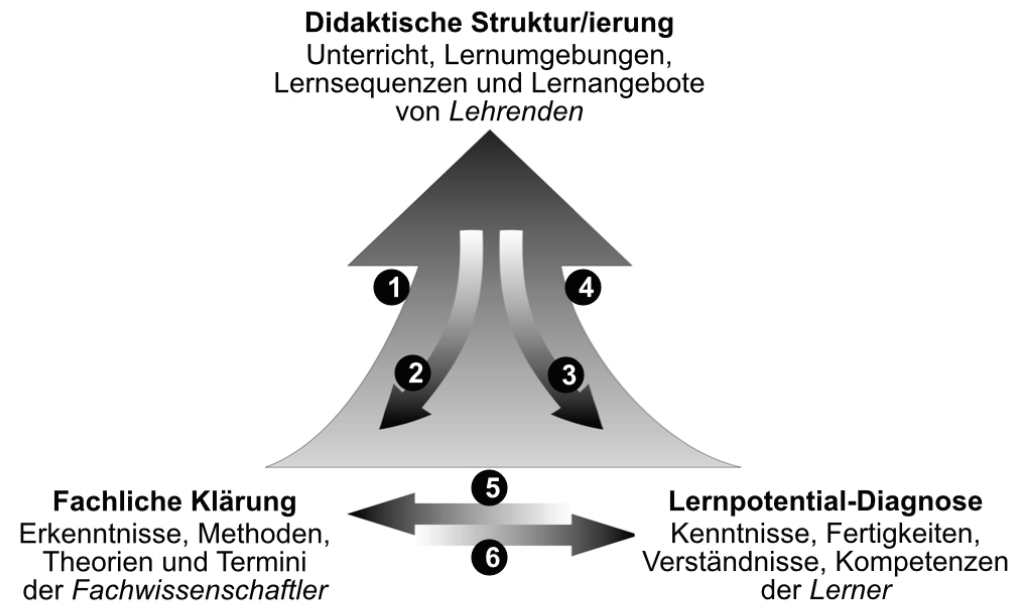 Didaktische Struktur/ierung
Unterricht, Lernumgebungen,
Lernsequenzen und Lernangebote
von Lehrenden
1
4
2
3
5
Fachliche Klärung
Erkenntnisse, Methoden,
Theorien und Termini
der Fachwissenschaftler
6
Lernpotential-Diagnose
Kenntnisse, Fertigkeiten,
Verständnisse, Kompetenzen
der Lerner